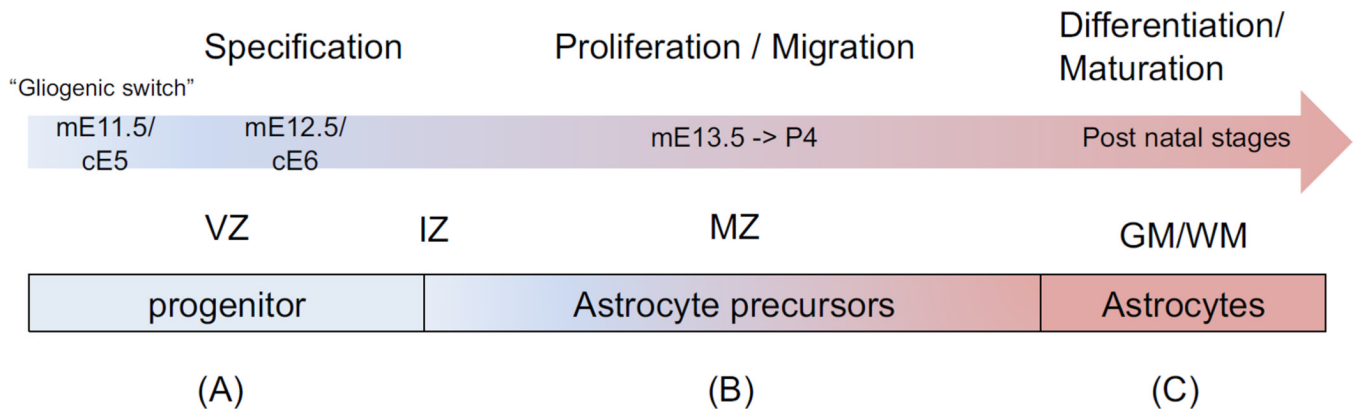 Specification
Proliferation / Migration
Differentiation/
Maturation
“Gliogenic switch”
mE11.5/
cE5
mE12.5/
cE6
mE13.5 -> P4
Post natal stages
VZ
IZ
MZ
GM/WM
progenitor
Astrocyte precursors
Astrocytes
(A)
(B)
(C)